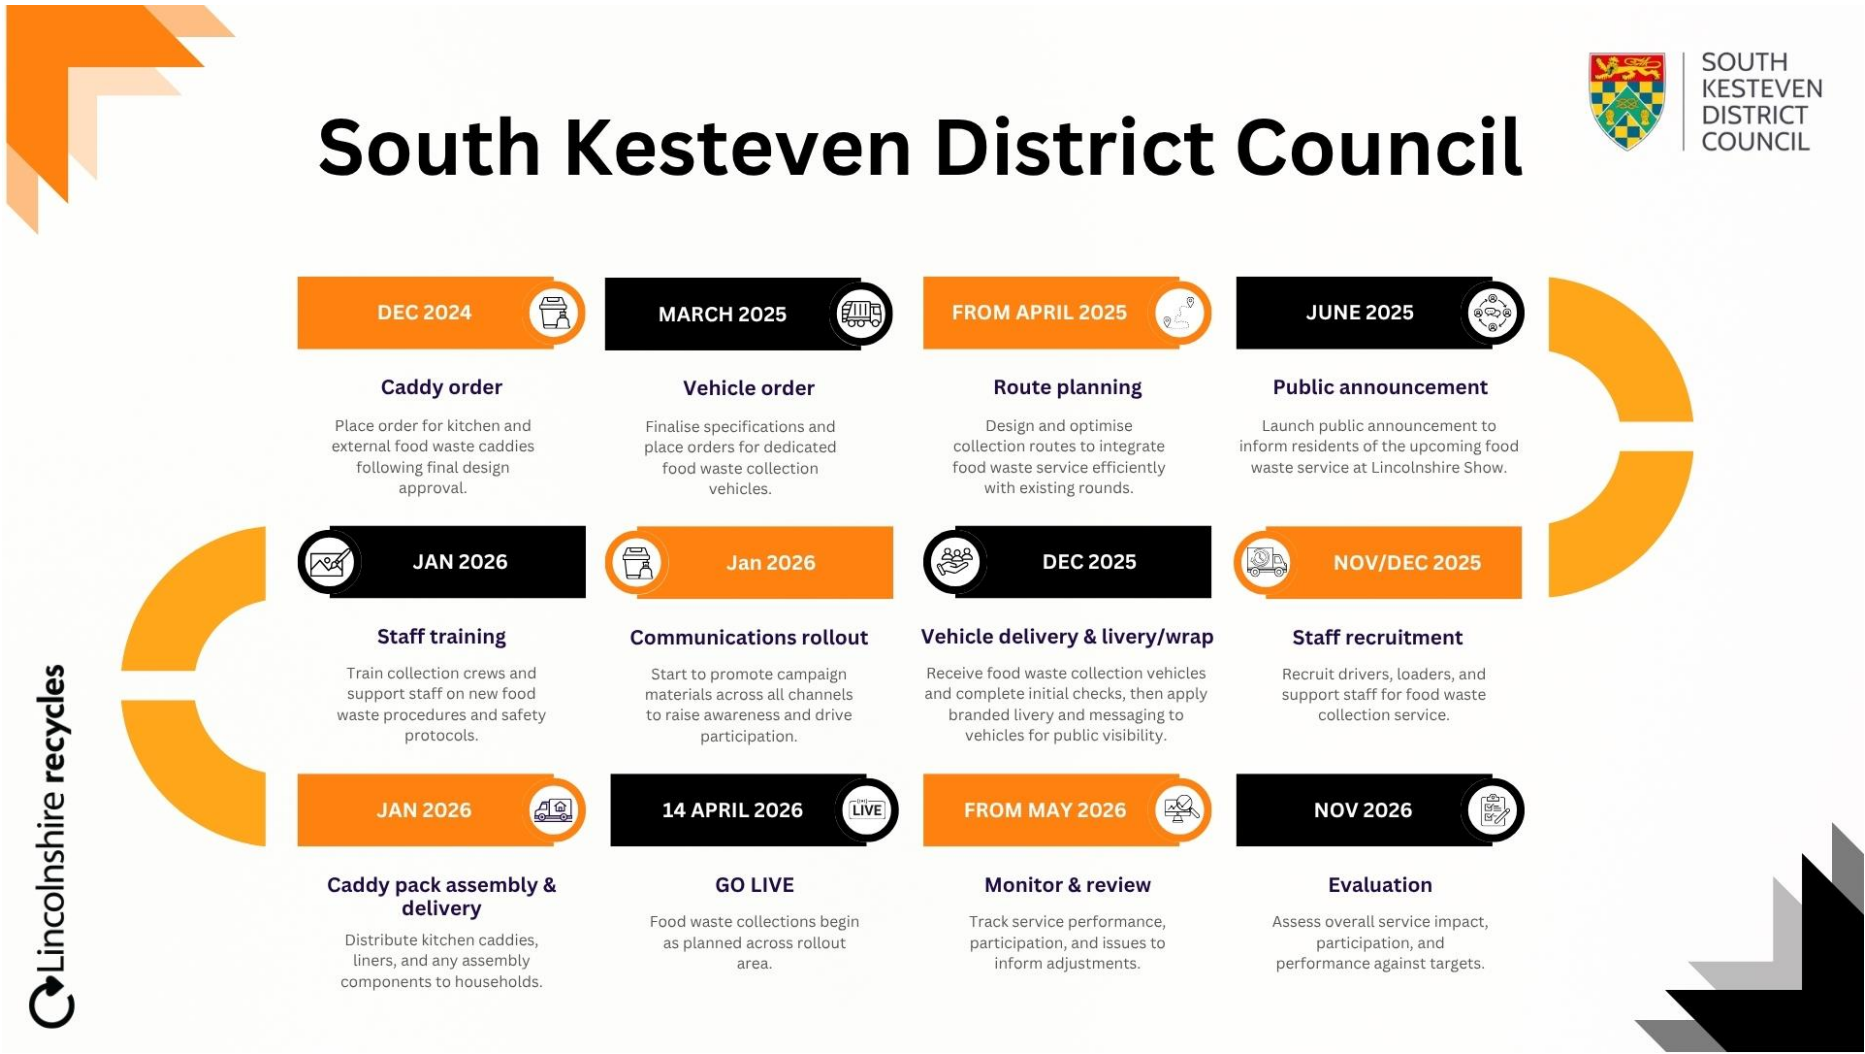 South Kesteven District Council
SOUTH
KESTEVEN
DISTRICT
COUNCIL
DEC 2024
Caddy order
Place order for kitchen and
external food waste caddies
following final design
approval.
MARCH 2025
Vehicle order
Finalise specifications and
place orders for dedicated
food waste collection
vehicles.
FROM APRIL 2025
Route planning
Design and optimise
collection routes to integrate
food waste service efficiently
with existing rounds.
JUNE 2025
Public announcement
Launch public announcement to
inform residents of the upcoming food
waste service at Lincolnshire Show.
NOV/DEC 2025
Staff recruitment
Recruit drivers, loaders, and
support staff for food waste
collection service.
DEC 2025
Vehicle delivery & livery/wrap
Receive food waste collection vehicles
and complete initial checks, then apply
branded livery and messaging to
vehicles for public visibility.
Jan 2026
Communications rollout
Start to promote campaign
materials across all channels
to raise awareness and drive
participation.
JAN 2026
Staff training
Train collection crews and
support staff on new food
waste procedures and safety
protocols.
JAN 2026
Caddy pack assembly &
delivery
Distribute kitchen caddies,
liners, and any assembly
components to households.
14 APRIL 2026
LIVE
GO LIVE
Food waste collections begin
as planned across rollout
area.
FROM MAY 2026
Monitor & review
Track service performance,
participation, and issues to
inform adjustments.
NOV 2026
Evaluation
Assess overall service impact,
participation, and
performance against targets.
Lincolnshire recycles